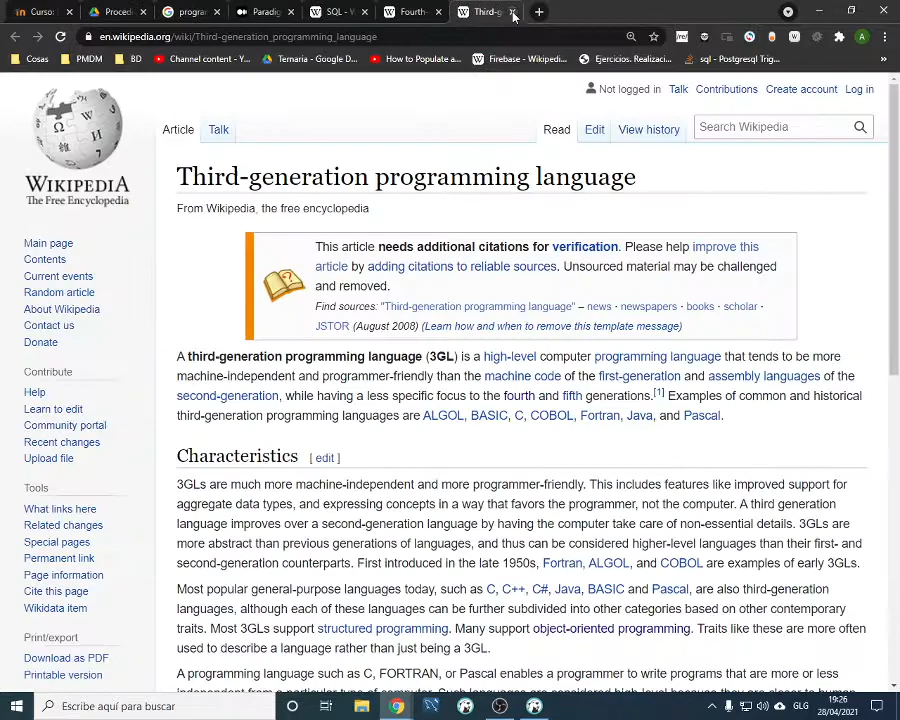 Curso:
Procedi
progran
Paradig
SQL - W
Fourth-
Third-g
en.wikipedia.org/wiki/Third-generation_programming_language
Cosas
PMDM
BD
Channel content - Y...
Ternaria - Google D...
How to Populate a...
Firebase - Wikipedi...
Ejercicios. Realizaci...
sql - Postgresql Trig...
»
Not logged in Talk Contributions Create account Log in
Article Talk
Read Edit View history
Search Wikipedia
WIKIPEDIA
The Free Encyclopedia
Main page
Contents
Current events
Random article
About Wikipedia
Contact us
Donate
Contribute
Help
Learn to edit
Community portal
Recent changes
Upload file
Tools
What links here
Related changes
Special pages
Permanent link
Page information
Cite this page
Wikidata item
Print/export
Download as PDF
Printable version
Third-generation programming language
From Wikipedia, the free encyclopedia
This article needs additional citations for verification. Please help improve this
article by adding citations to reliable sources. Unsourced material may be challenged
and removed.
Find sources: "Third-generation programming language" – news · newspapers · books · scholar ·
JSTOR (August 2008) (Learn how and when to remove this template message)
A third-generation programming language (3GL) is a high-level computer programming language that tends to be more
machine-independent and programmer-friendly than the machine code of the first-generation and assembly languages of the
second-generation, while having a less specific focus to the fourth and fifth generations.[1] Examples of common and historical
third-generation programming languages are ALGOL, BASIC, C, COBOL, Fortran, Java, and Pascal.
Characteristics [ edit ]
3GLs are much more machine-independent and more programmer-friendly. This includes features like improved support for
aggregate data types, and expressing concepts in a way that favors the programmer, not the computer. A third generation
language improves over a second-generation language by having the computer take care of non-essential details. 3GLs are
more abstract than previous generations of languages, and thus can be considered higher-level languages than their first- and
second-generation counterparts. First introduced in the late 1950s, Fortran, ALGOL, and COBOL are examples of early 3GLs.
Most popular general-purpose languages today, such as C, C++, C#, Java, BASIC and Pascal, are also third-generation
languages, although each of these languages can be further subdivided into other categories based on other contemporary
traits. Most 3GLs support structured programming. Many support object-oriented programming. Traits like these are more often
used to describe a language rather than just being a 3GL.
A programming language such as C, FORTRAN, or Pascal enables a programmer to write programs that are more or less
Escribe aquí para buscar
GLG
19:26
28/04/2021